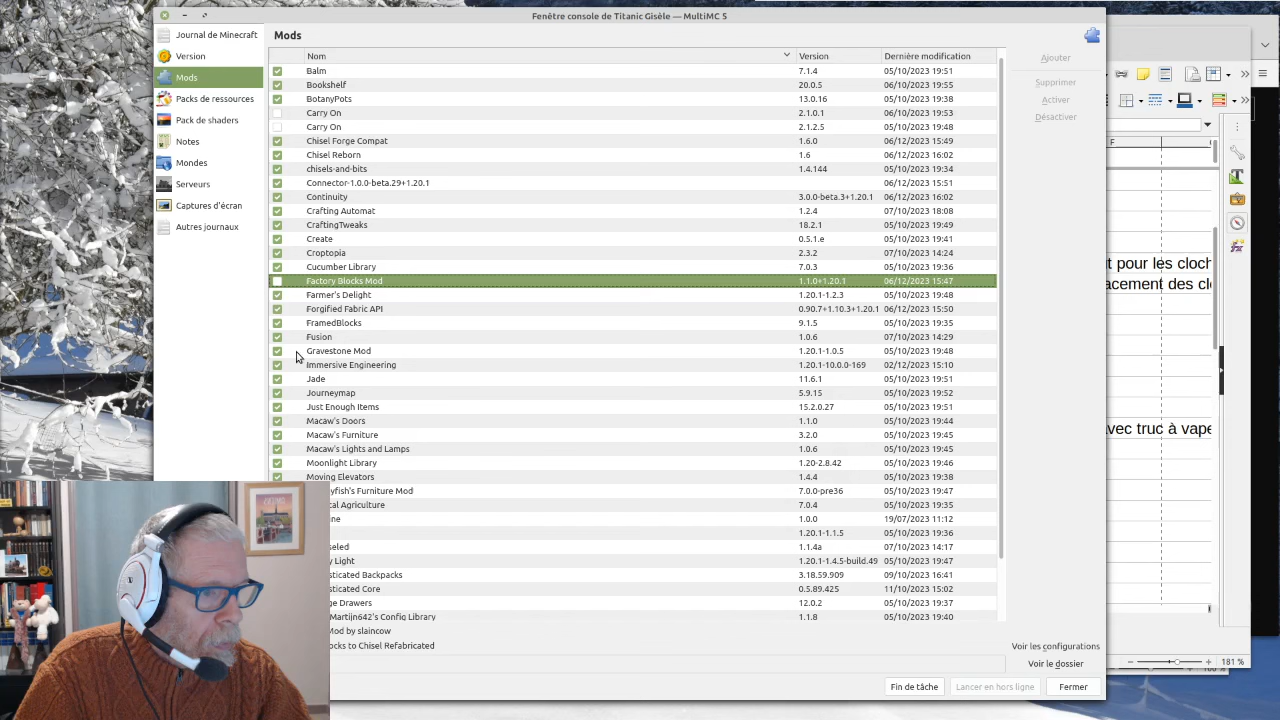 Fenêtre console de Titanic Gisèle — MultiMC 5
Journal de Minecraft
Version
Mods
Packs de ressources
Pack de shaders
Notes
Mondes
Serveurs
Captures d'écran
Autres journaux
Mods
Nom Version Dernière modification
Balm 7.1.4 05/10/2023 19:51
Bookshelf 20.0.5 06/10/2023 19:55
BotanyPots 13.0.16 05/10/2023 19:38
Carry On 2.1.0.1 06/10/2023 19:53
Carry On 2.1.2.5 05/10/2023 19:48
Chisel Forge Compat 1.6.0 06/12/2023 15:49
Chisel Reborn 1.6 06/12/2023 16:02
chisels-and-bits 1.4.144 05/10/2023 19:34
Connector-1.0.0-beta.29+1.20.1 06/12/2023 15:51
Continuity 3.0.0-beta.3+1.20.1 06/12/2023 16:02
Crafting Automat 1.2.4 07/10/2023 18:08
CraftingTweaks 18.2.1 05/10/2023 19:49
Create 0.5.1.e 05/10/2023 19:41
Croptopia 2.3.2 07/10/2023 14:24
Cucumber Library 7.0.3 05/10/2023 19:36
Factory Blocks Mod 1.1.0+1.20.1 06/12/2023 15:47
Farmer's Delight 1.20.1-1.2.3 05/10/2023 19:48
Forgified Fabric API 0.90.7+1.10.3+1.20.1 06/12/2023 15:50
FramedBlocks 9.1.5 05/10/2023 19:35
Fusion 1.0.6 07/10/2023 14:29
Gravestone Mod 1.20.1-1.0.5 05/10/2023 19:48
Immersive Engineering 1.20.1-10.0.0-169 02/12/2023 15:10
Jade 11.6.1 05/10/2023 19:51
Journeymap 5.9.15 05/10/2023 19:52
Just Enough Items 15.2.0.27 05/10/2023 19:51
Macaw's Doors 1.1.0 05/10/2023 19:44
Macaw's Furniture 3.2.0 05/10/2023 19:45
Macaw's Lights and Lamps 1.0.6 05/10/2023 19:45
Moonlight Library 1.20-2.8.42 05/10/2023 19:46
Moving Elevators 1.4.4 05/10/2023 19:38
yfish's Furniture Mod 7.0.0-pre36 05/10/2023 19:47
tal Agriculture 7.0.4 05/10/2023 19:35
ne 1.0.0 19/07/2023 11:12
1.20.1-1.1.5 05/10/2023 19:36
seled 1.1.4a 07/10/2023 14:17
y Light 1.20.1-1.4.5-build.49 05/10/2023 19:47
sticated Backpacks 3.18.59.909 09/10/2023 16:41
sticated Core 0.5.89.425 11/10/2023 15:02
ge Drawers 12.0.2 05/10/2023 19:37
Martijn642's Config Library 1.1.8 05/10/2023 19:40
Mod by slaincow
ocks to Chisel Refabricated
Ajouter
Supprimer
Activer
Désactiver
Voir les configurations
Voir le dossier
Fin de tâche
Lancer en hors ligne
Fermer
F
it pour les cloch
acement des cl
avec truc à vape
181 %